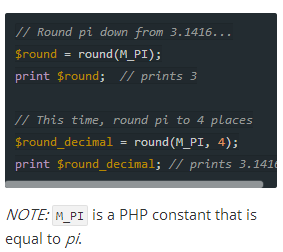 // Round pi down from 3.1416...
$round = round(M_PI);
print $round;  // prints 3
// This time, round pi to 4 places
$round_decimal = round(M_PI, 4);
print $round_decimal; // prints 3.141
NOTE: M_PI is a PHP constant that is
equal to pi.